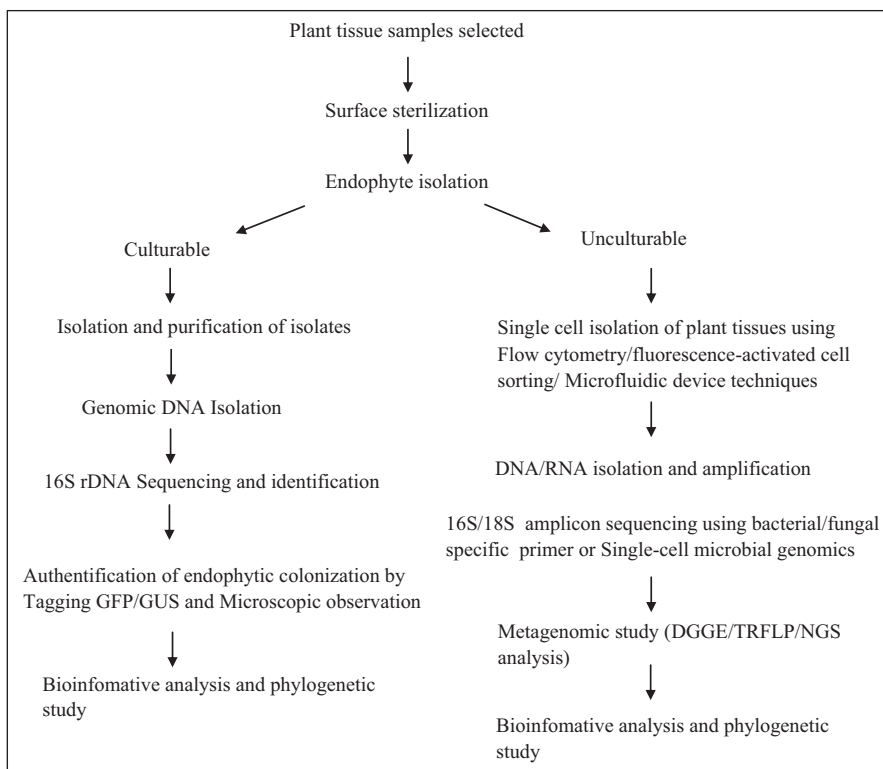 Plant tissue samples selected
Surface sterilization
Endophyte isolation
Culturable
Isolation and purification of isolates
Genomic DNA Isolation
16S rDNA Sequencing and identification
Authentification of endophytic colonization by
Tagging GFP/GUS and Microscopic observation
Bioinfomative analysis and phylogenetic
study
Unculturable
Single cell isolation of plant tissues using
Flow cytometry/fluorescence-activated cell
sorting/ Microfluidic device techniques
DNA/RNA isolation and amplification
16S/18S amplicon sequencing using bacterial/fungal
specific primer or Single-cell microbial genomics
Metagenomic study (DGGE/TRFLP/NGS
analysis)
Bioinfomative analysis and phylogenetic
study